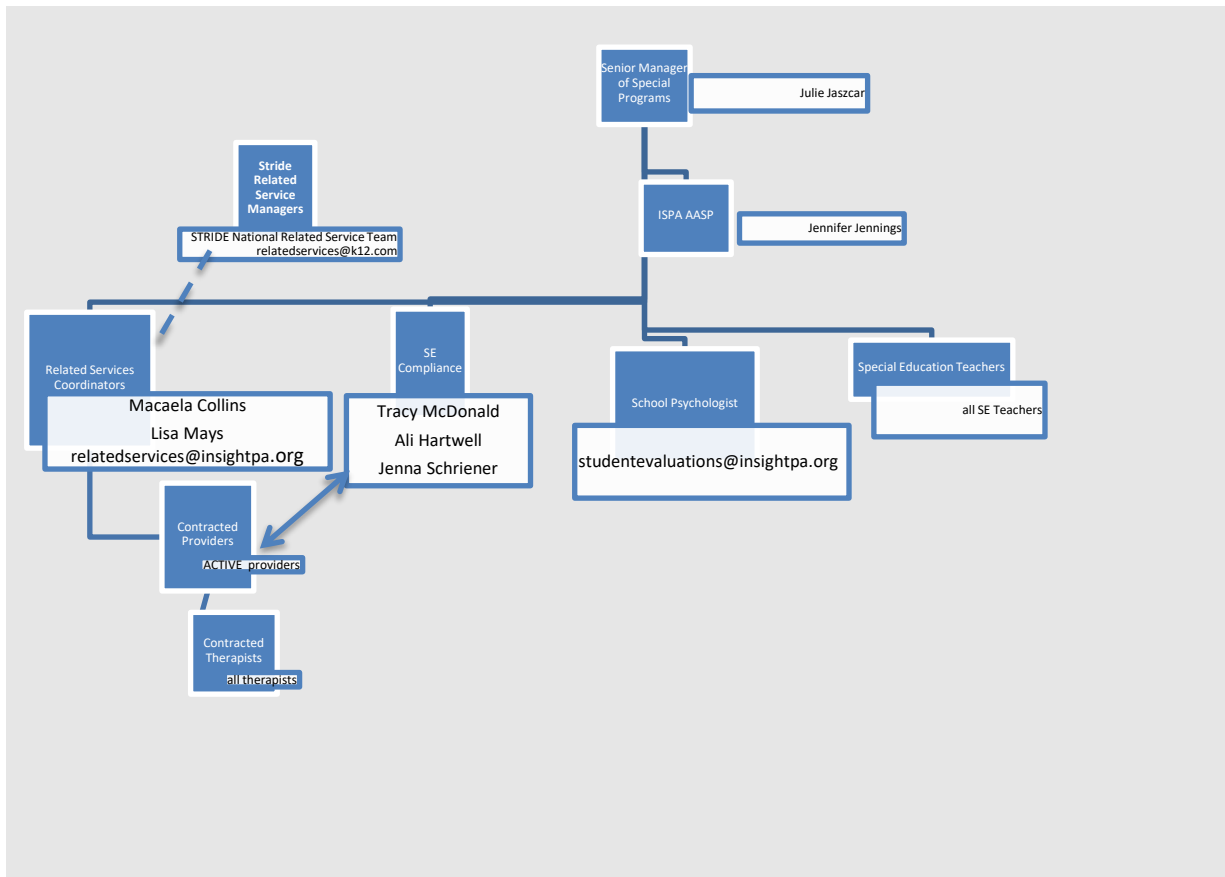 Senior Manager
of Special
Programs
Julie Jaszcar
Stride
Related
Service
Managers
STRIDE National Related Service Team
relatedservices@k12.com
ISPA AASP
Jennifer Jennings
Related Services
Coordinators
Macaela Collins
Lisa Mays
relatedservices@insightpa.org
SE
Compliance
Tracy McDonald
Ali Hartwell
Jenna Schriener
School Psychologist
studentevaluations@insightpa.org
Special Education Teachers
all SE Teachers
Contracted
Providers
ACTIVE providers
Contracted
Therapists
all therapists